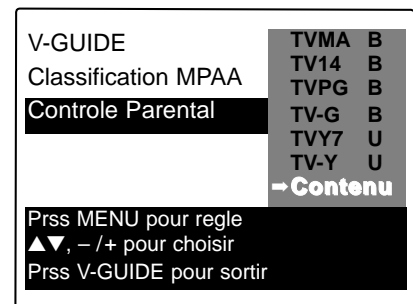 V-GUIDE
Classification MPAA
Controle Parental
TVMA B
TV14 B
TVPG B
TV-G B
TVY7 U
TV-Y U
➡Contenu
Prss MENU pour regle
▲▼, – /+ pour choisir
Prss V-GUIDE pour sortir